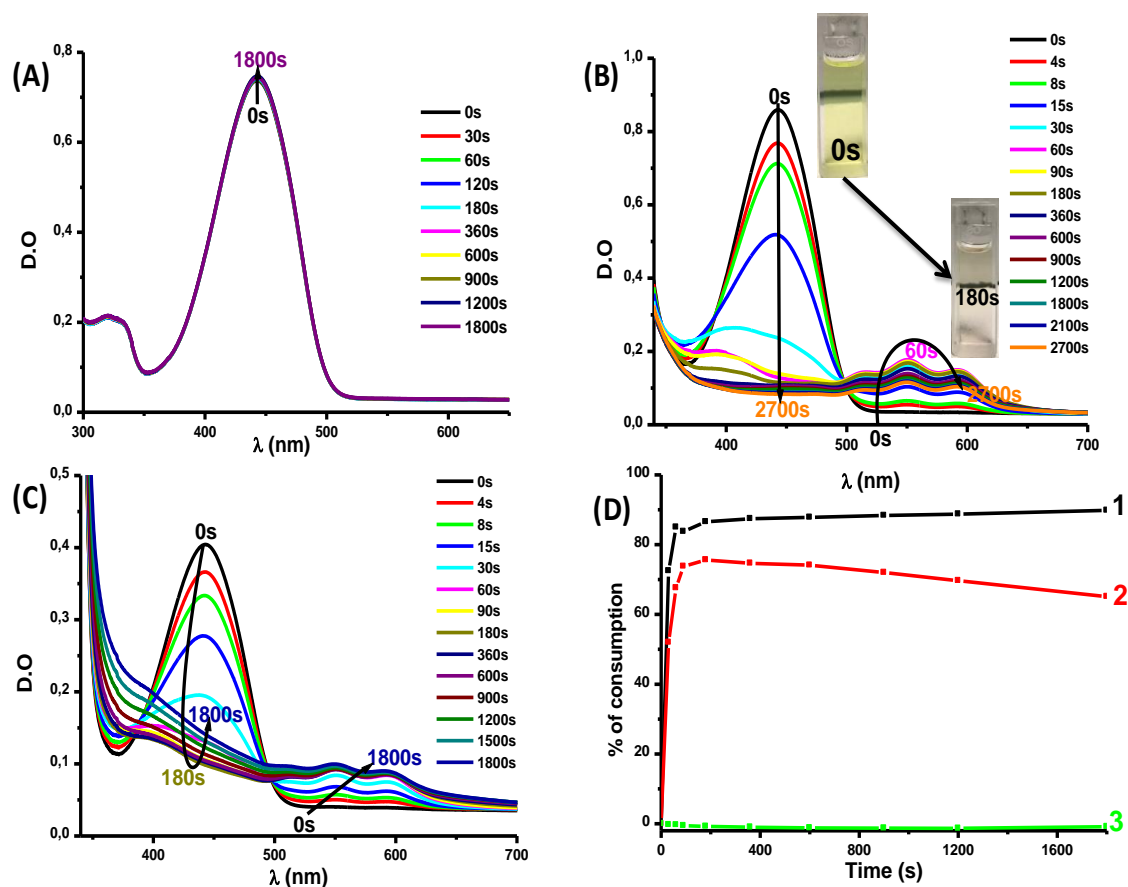 (A)
0,8
0,6
0,4
0,2
0,0
D.O
1800s
0s
0s
30s
60s
120s
180s
360s
600s
900s
1200s
1800s
300 400 500 600
λ (nm)
(B)
1,0
0,8
0,6
0,4
0,2
0,0
D.O
0s
0s
180s
60s
2700s
2700s
0s
0s
4s
8s
15s
30s
60s
90s
180s
360s
600s
900s
1200s
1800s
2100s
2700s
400 500 600 700
λ (nm)
(C)
0,5
0,4
0,3
0,2
0,1
0,0
D.O
0s
1800s
180s
1800s
0s
0s
4s
8s
15s
30s
60s
90s
180s
360s
600s
900s
1200s
1500s
1800s
400 500 600 700
λ (nm)
(D)
100
80
60
40
20
0
% of consumption
1
2
3
0 400 800 1200 1600
Time (s)